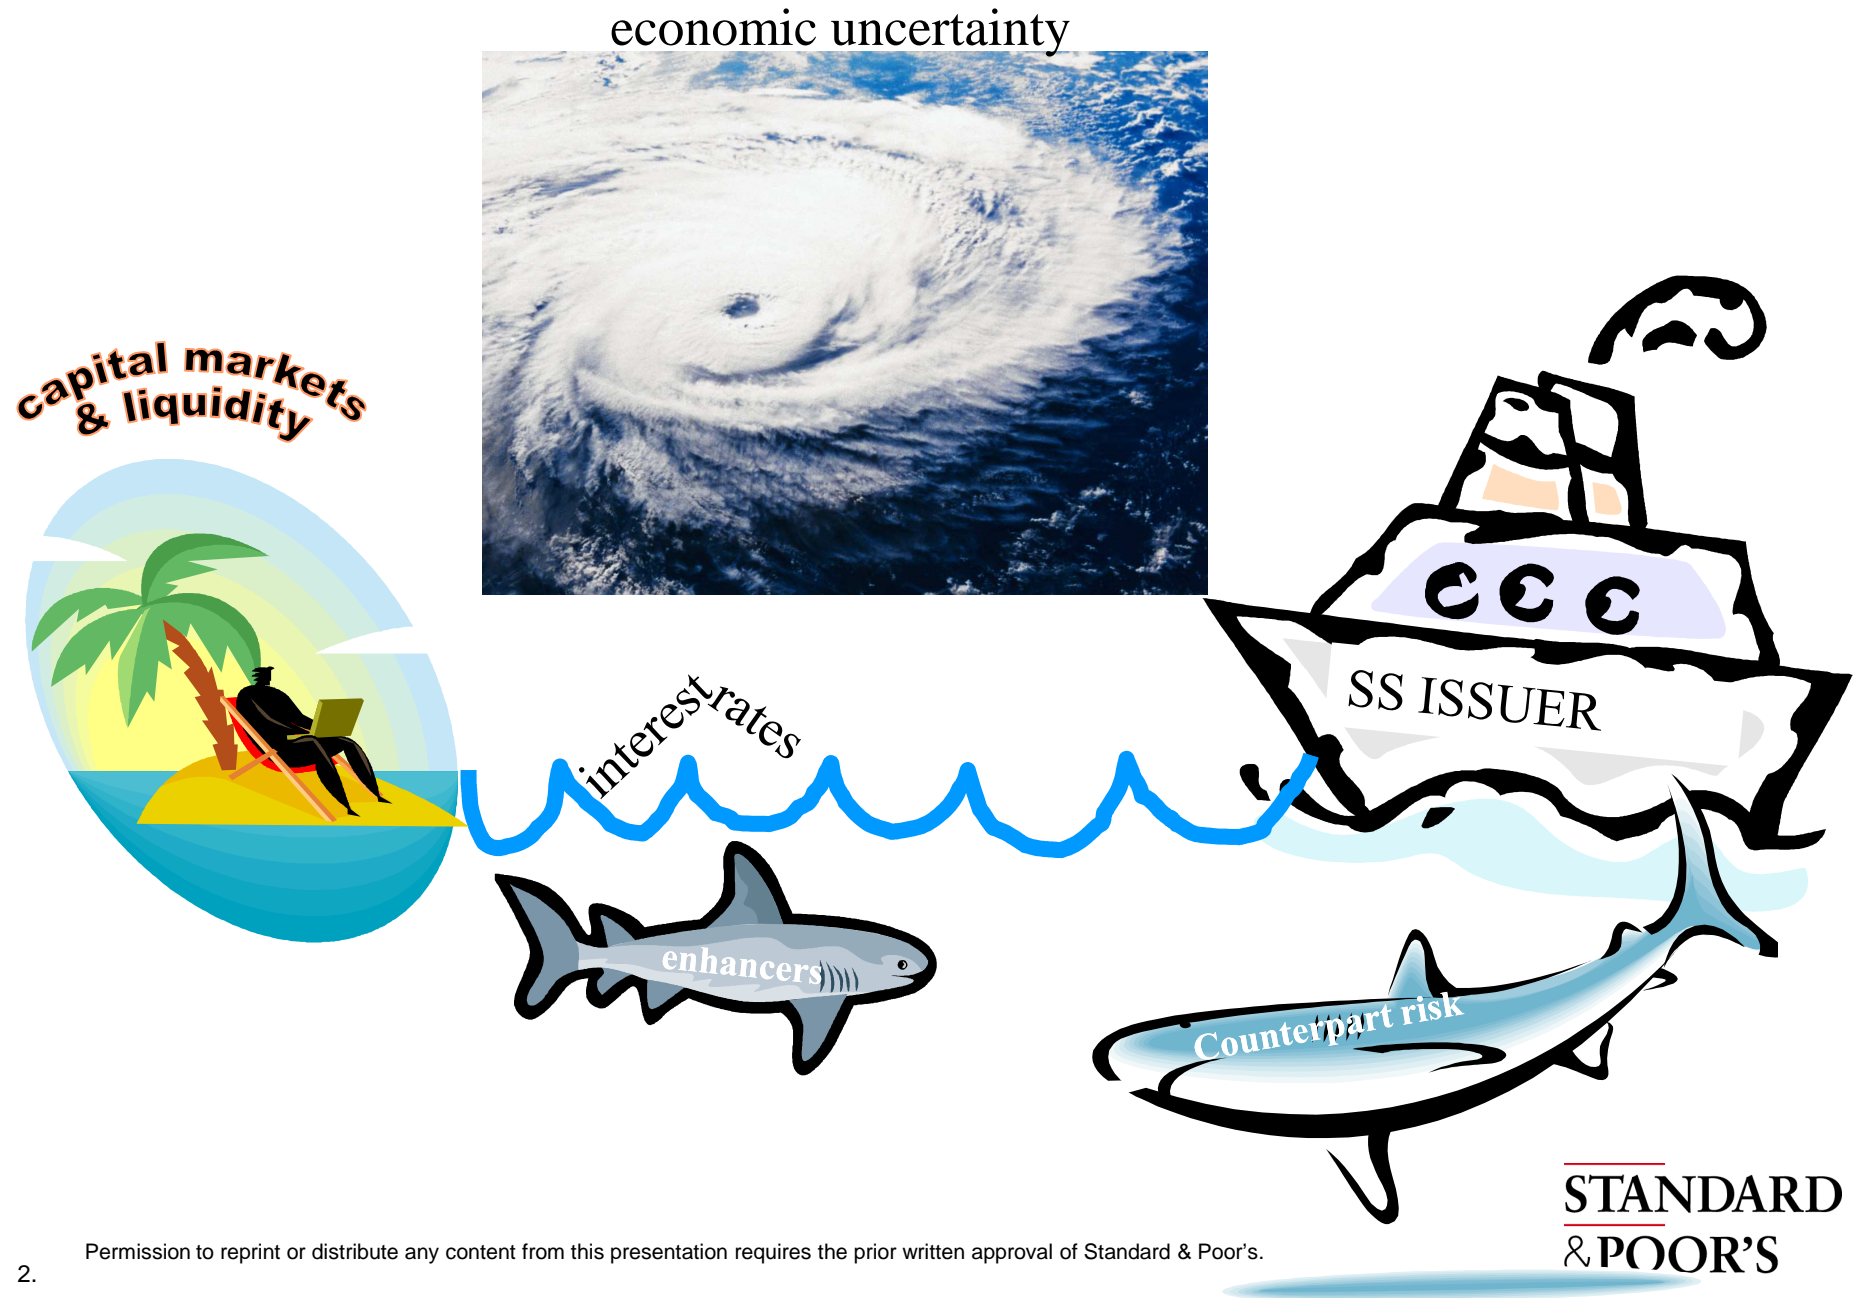 economic uncertainty
capital markets
& liquidity
interest rates
SS ISSUER
enhancers
Counterpart risk
STANDARD
&POOR'S
Permission to reprint or distribute any content from this presentation requires the prior written approval of Standard & Poor's.
2.